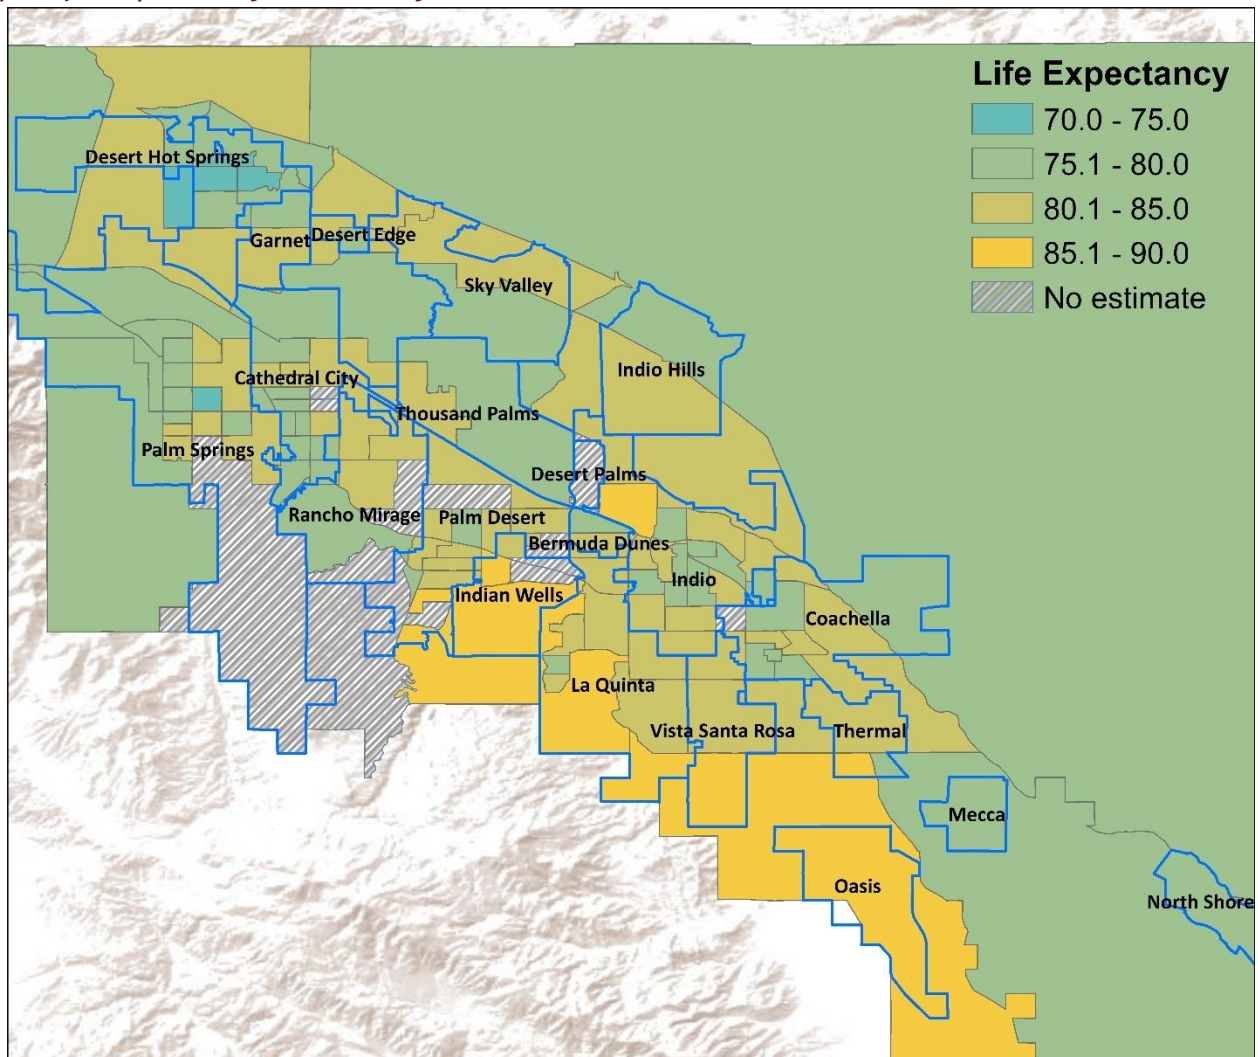 Life Expectancy
70.0 - 75.0
75.1 - 80.0
80.1 - 85.0
85.1 - 90.0
No estimate
Desert Hot Springs
Garnet
Desert Edge
Sky Valley
Indio Hills
Cathedral City
Thousand Palms
Palm Springs
Desert Palms
Rancho Mirage
Palm Desert
Bermuda Dunes
Indio
Indian Wells
Coachella
La Quinta
Vista Santa Rosa
Thermal
Mecca
Oasis
North Shore